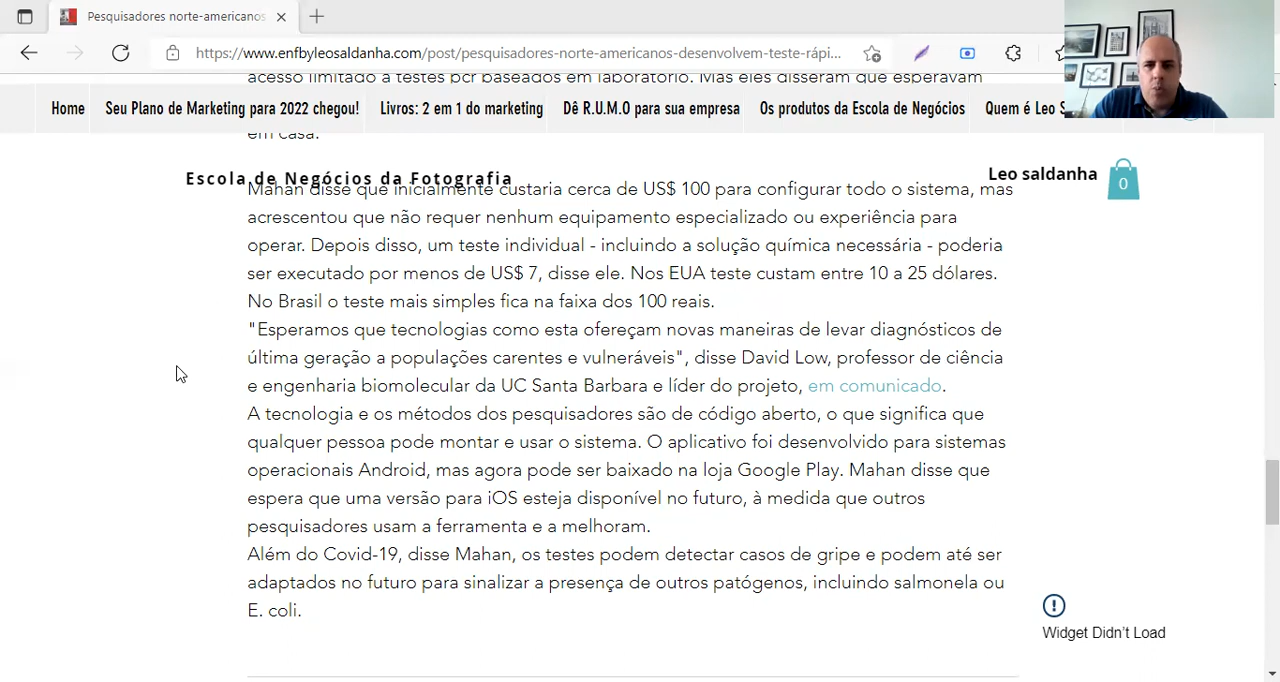 Pesquisadores norte-americanos
https://www.enfbyleosaldanha.com/post/pesquisadores-norte-americanos-desenvolvem-teste-rápi...
acesso limitado a testes pcr baseados em laboratório. Mas eles disseram que esperavam
Home Seu Plano de Marketing para 2022 chegou! Livros: 2 em 1 do marketing Dê R.U.M.O para sua empresa Os produtos da Escola de Negócios Quem é Leo S
em casa.
Escola de Negócios da Fotografia
Leo saldanha
0
Mahan disse que inicialmente custaria cerca de US$ 100 para configurar todo o sistema, mas
acrescentou que não requer nenhum equipamento especializado ou experiência para
operar. Depois disso, um teste individual - incluindo a solução química necessária - poderia
ser executado por menos de US$ 7, disse ele. Nos EUA teste custam entre 10 a 25 dólares.
No Brasil o teste mais simples fica na faixa dos 100 reais.
"Esperamos que tecnologias como esta ofereçam novas maneiras de levar diagnósticos de
última geração a populações carentes e vulneráveis", disse David Low, professor de ciência
e engenharia biomolecular da UC Santa Barbara e líder do projeto, em comunicado.
A tecnologia e os métodos dos pesquisadores são de código aberto, o que significa que
qualquer pessoa pode montar e usar o sistema. O aplicativo foi desenvolvido para sistemas
operacionais Android, mas agora pode ser baixado na loja Google Play. Mahan disse que
espera que uma versão para iOS esteja disponível no futuro, à medida que outros
pesquisadores usam a ferramenta e a melhoram.
Além do Covid-19, disse Mahan, os testes podem detectar casos de gripe e podem até ser
adaptados no futuro para sinalizar a presença de outros patógenos, incluindo salmonela ou
E. coli.
Widget Didn't Load